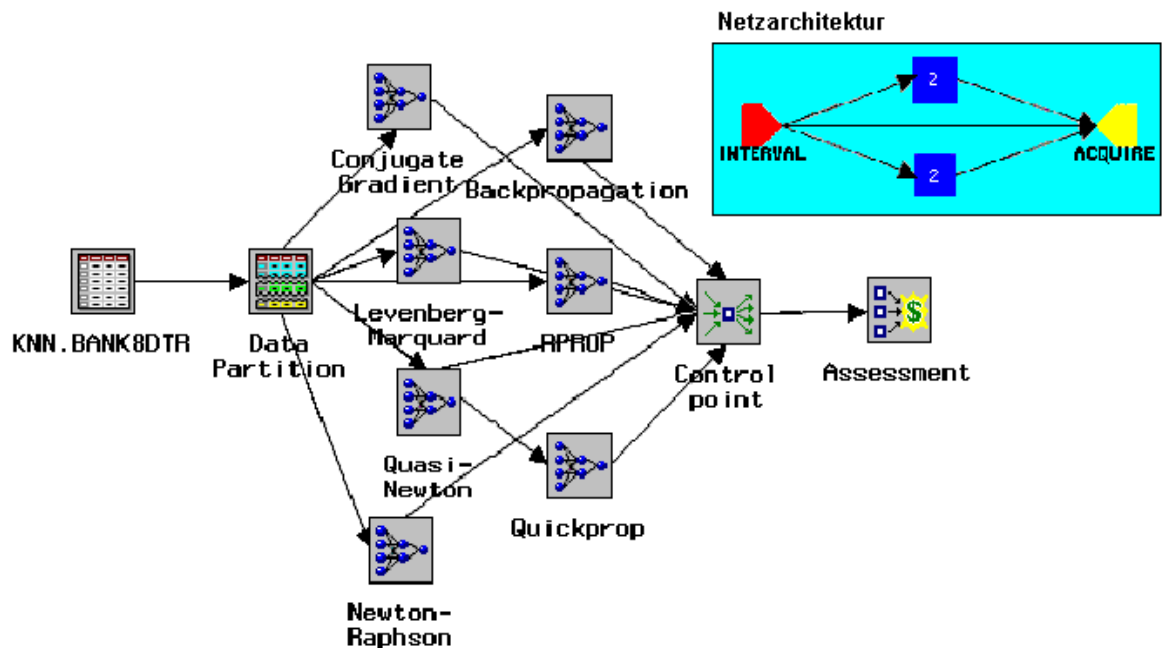 Netzarchitektur
2
INTERVAL
ACQUIRE
2
Conjugate
Gradient
Backpropagation
KNN.BANK8DTR
Data
Partition
Levenberg-
Marquard
RPROP
Control
point
Assessment
Quasi-
Newton
Quickprop
Newton-
Raphson